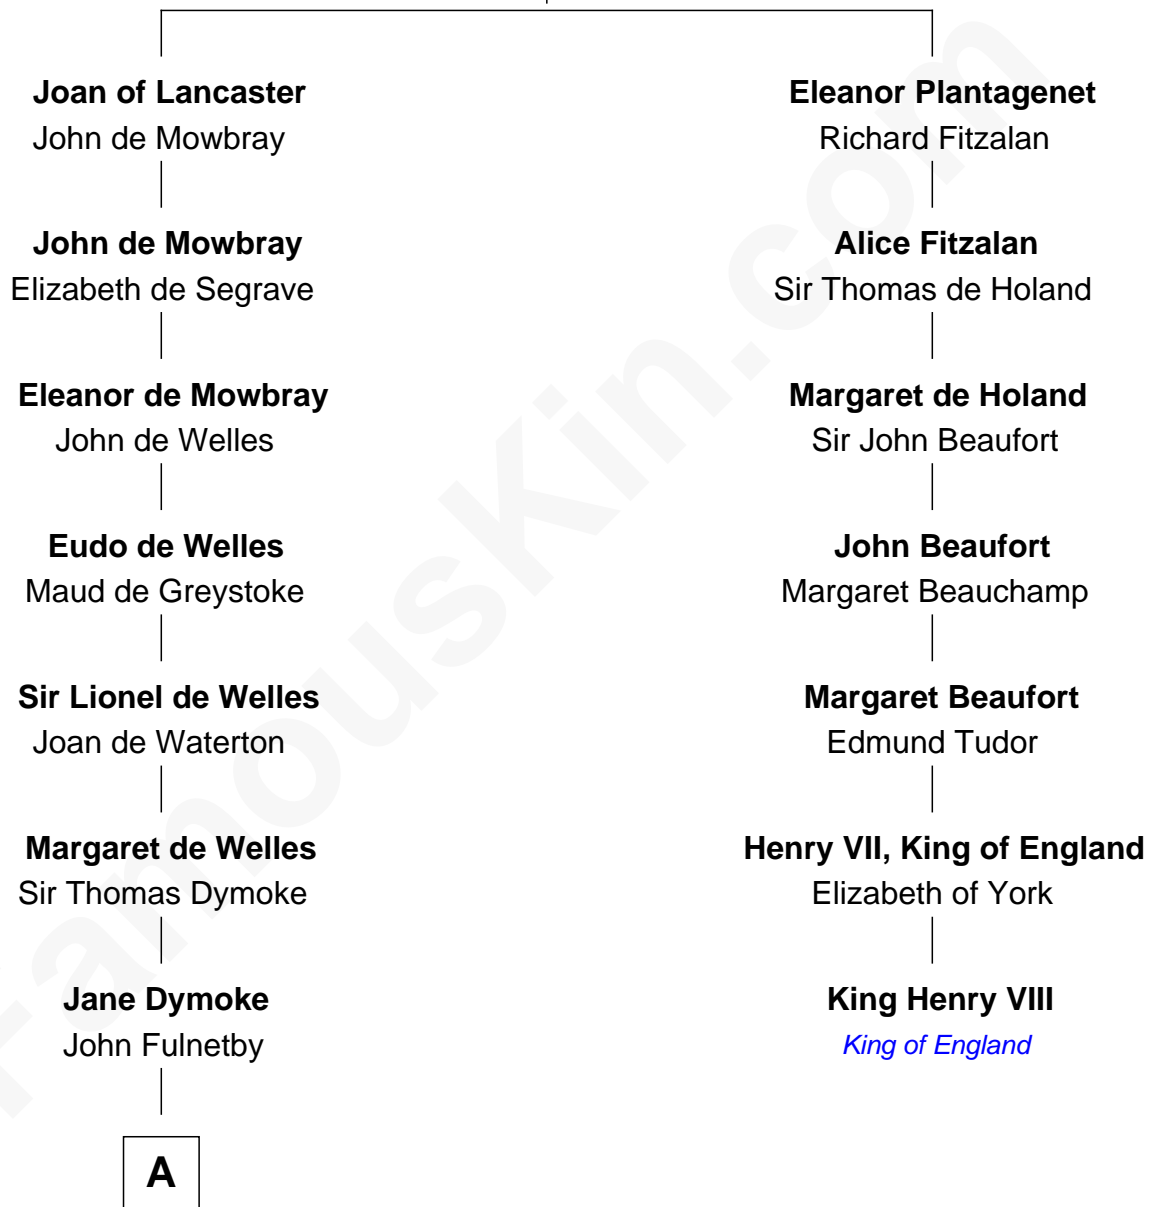 Joan of Lancaster
John de Mowbray
John de Mowbray
Elizabeth de Segrave
Eleanor de Mowbray
John de Welles
Eudo de Welles
Maud de Greystoke
Sir Lionel de Welles
Joan de Waterton
Margaret de Welles
Sir Thomas Dymoke
Jane Dymoke
John Fulnetby
A
Eleanor Plantagenet
Richard Fitzalan
Alice Fitzalan
Sir Thomas de Holand
Margaret de Holand
Sir John Beaufort
John Beaufort
Margaret Beauchamp
Margaret Beaufort
Edmund Tudor
Henry VII, King of England
Elizabeth of York
King Henry VIII
King of England
FamousKin.com